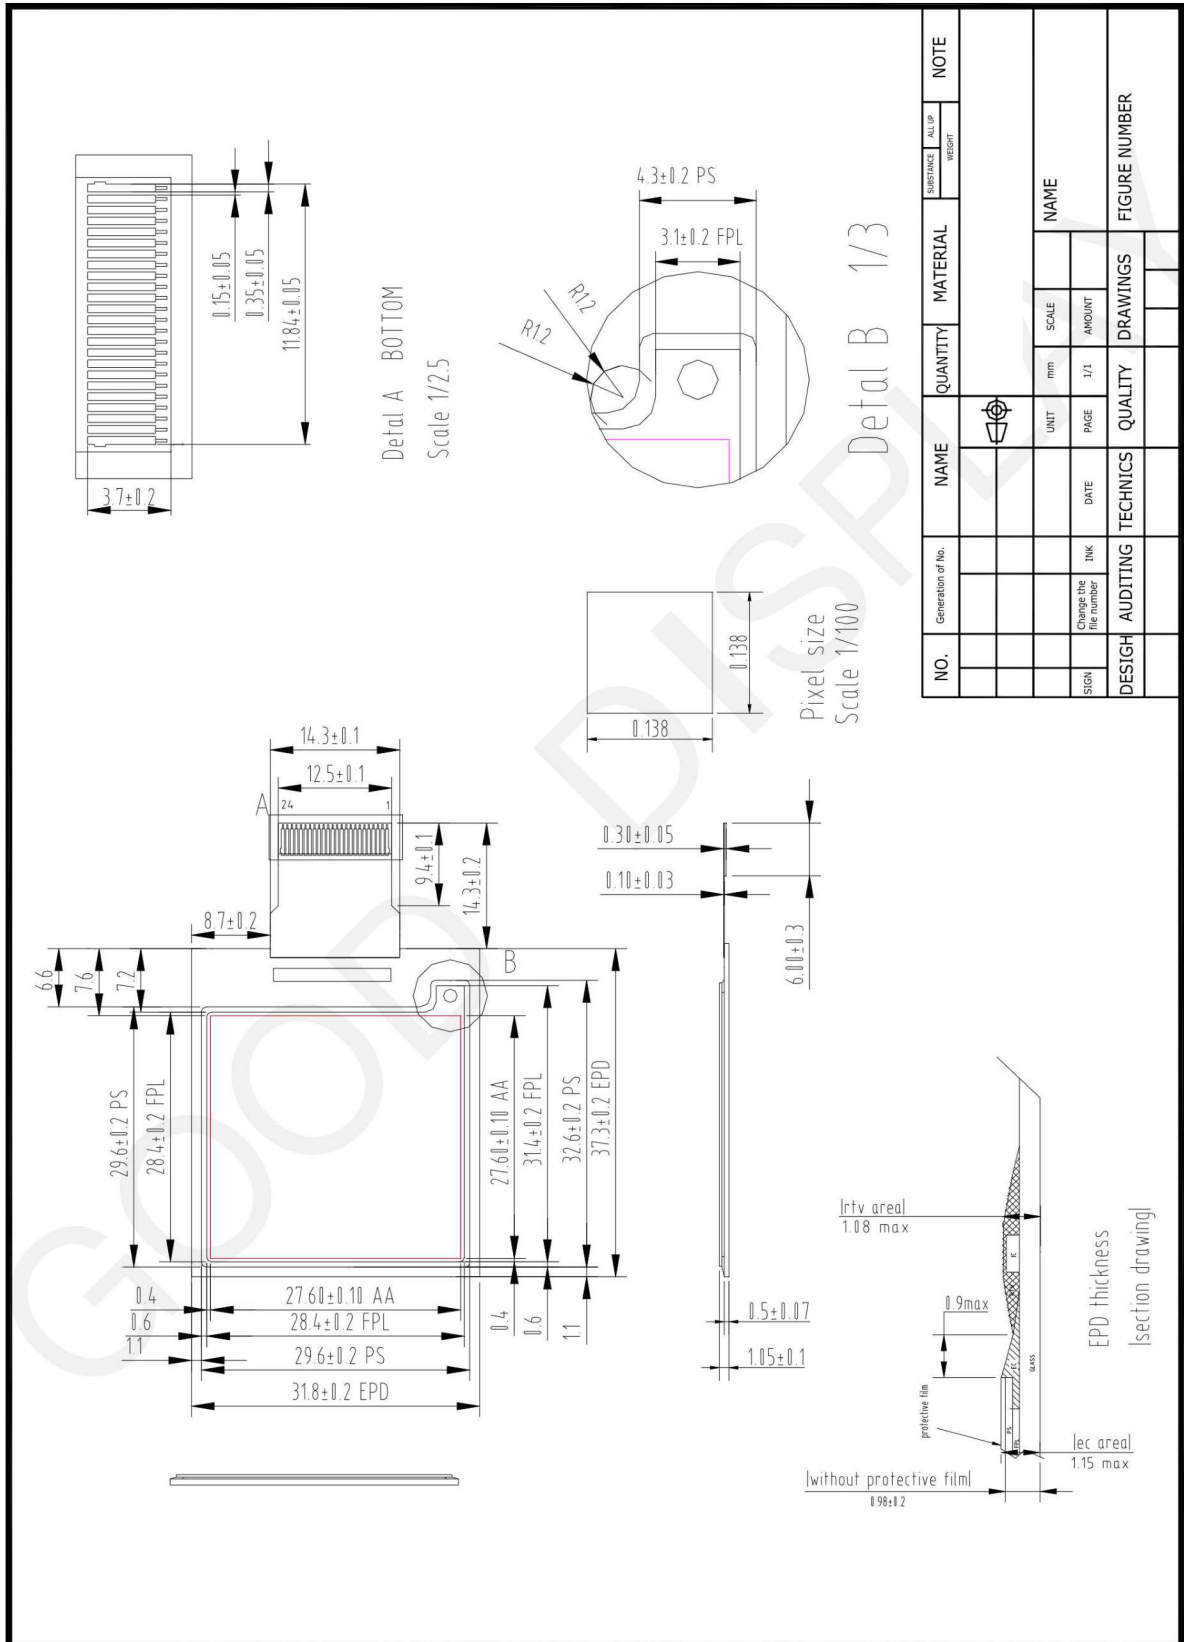 0.15±0.05
0.35±0.05
11.84±0.05
3.7±0.2
Detal A BOTTOM
Scale 1/2.5
4.3±0.2 PS
3.1±0.2 FPL
R1.2
R1.2
Detal B 1/3
0.138
0.138
Pixel size
Scale 1/100
14.3±0.1
12.5±0.1
A
24
1
9.4±0.1
14.3±0.2
8.7±0.2
B
6.6
7.6
7.2
29.6±0.2 PS
28.4±0.2 FPL
27.60±0.10 AA
31.4±0.2 FPL
32.6±0.2 PS
37.3±0.2 EPD
0.4
0.6
1.1
0.4
0.6
1.1
27.60±0.10 AA
28.4±0.2 FPL
29.6±0.2 PS
31.8±0.2 EPD
0.30±0.05
0.10±0.03
6.00±0.3
0.5±0.07
1.05±0.1
|rtv area|
1.08 max
0.9max
protective film
PS
FPL
EC
IC
GLASS
|ec area|
1.15 max
|without protective film|
0.98±0.2
EPD thickness
|section drawing|
NO.
Generation of No.
NAME
QUANTITY
MATERIAL
SUBSTANCE
ALL UP
WEIGHT
NOTE
UNIT
mm
SCALE
NAME
SIGN
Change the
file number
INK
DATE
PAGE
1/1
AMOUNT
DESIGH
AUDITING
TECHNICS
QUALITY
DRAWINGS
FIGURE NUMBER
GOOD DISPLAY